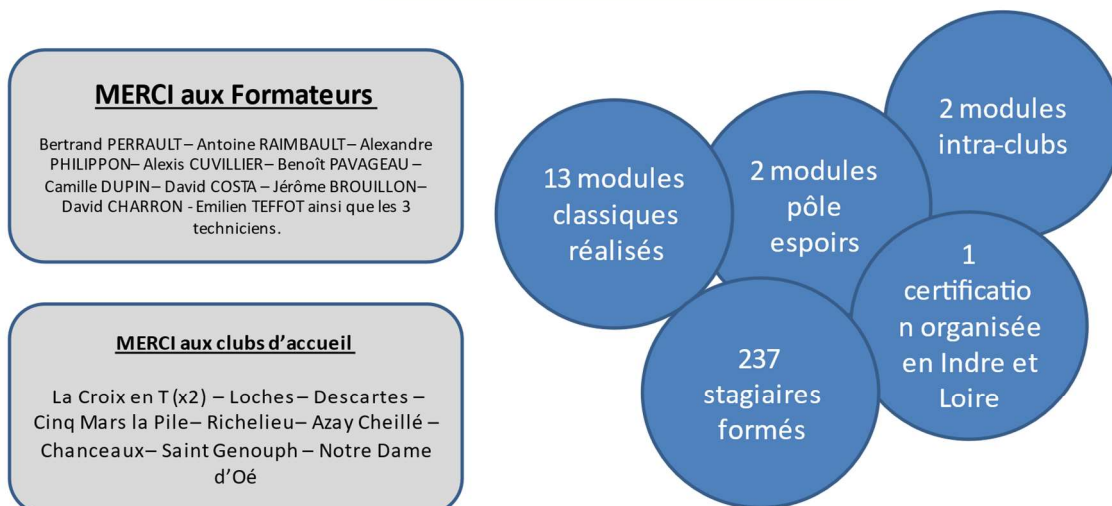 MERCI aux Formateurs
Bertrand PERRAULT– Antoine RAIMBAULT– Alexandre
PHILIPPON– Alexis CUVILLIER– Benoît PAVAGEAU –
Camille DUPIN– David COSTA – Jérôme BROUILLON–
David CHARRON - Emilien TEFFOT ainsi que les 3
techniciens.
MERCI aux clubs d’accueil
La Croix en T (x2) – Loches – Descartes –
Cinq Mars la Pile– Richelieu– Azay Cheillé –
Chanceaux– Saint Genouph – Notre Dame
d’Oé
13 modules
classiques
réalisés
2 modules
pôle
espoirs
2 modules
intra-clubs
237
stagiaires
formés
1
certificatio
n organisée
en Indre et
Loire